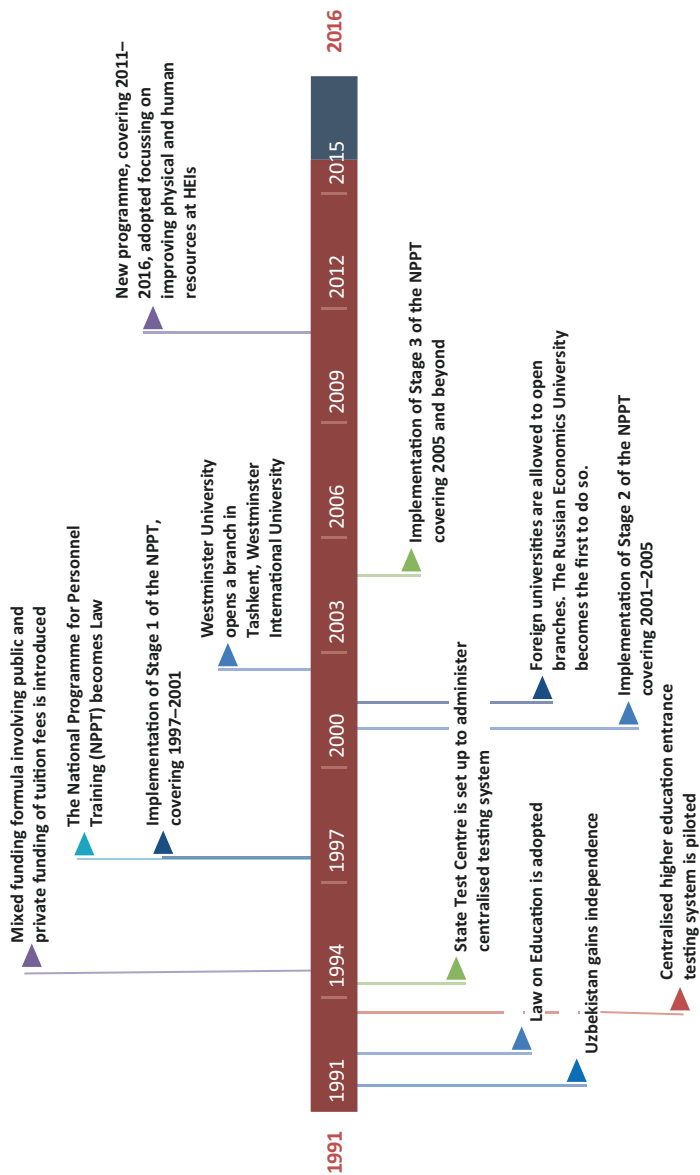 Mixed funding formula involving public and
private funding of tuition fees is introduced
The National Programme for Personnel
Training (NPPT) becomes Law
Implementation of Stage 1 of the NPPT,
covering 1997–2001
Westminster University
opens a branch in
Tashkent, Westminster
International University
New programme, covering 2011–
2016, adopted focussing on
improving physical and human
resources at HEIs
1991
1991
1994
1997
2000
2003
2006
2009
2012
2015
2016
State Test Centre is set up to administer
centralised testing system
Law on Education is adopted
Uzbekistan gains independence
Centralised higher education entrance
testing system is piloted
Implementation of Stage 3 of the NPPT
covering 2005 and beyond
Foreign universities are allowed to open
branches. The Russian Economics University
becomes the first to do so.
Implementation of Stage 2 of the NPPT
covering 2001–2005